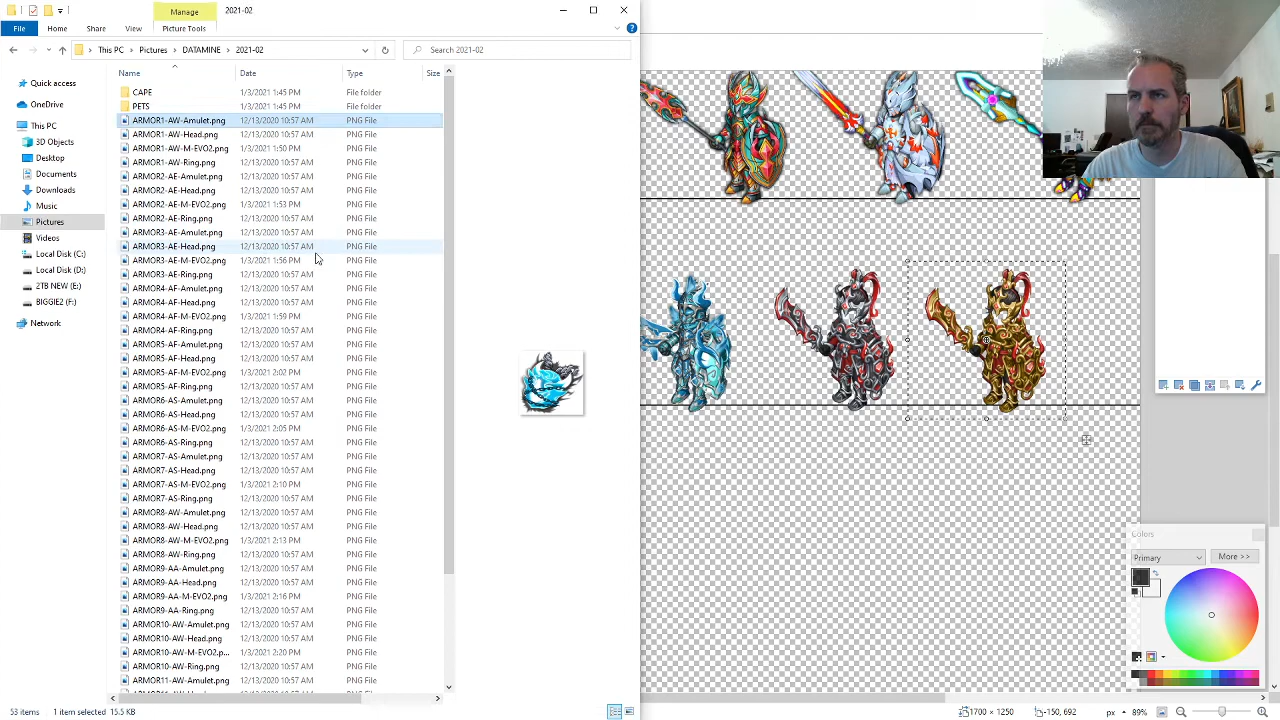 Manage 2021-02
File Home Share View Picture Tools
This PC Pictures DATAMINE 2021-02 Search 2021-02
Name Date Type Size
Quick access
OneDrive
This PC
3D Objects
Desktop
Documents
Downloads
Music
Pictures
Videos
Local Disk (C:)
Local Disk (D:)
2TB NEW (E:)
BIGGIE2 (F:)
Network
CAPE 1/3/2021 1:45 PM File folder
PETS 1/3/2021 1:45 PM File folder
ARMOR1-AW-Amulet.png 12/13/2020 10:57 AM PNG File
ARMOR1-AW-Head.png 12/13/2020 10:57 AM PNG File
ARMOR1-AW-M-EVO2.png 1/3/2021 1:50 PM PNG File
ARMOR1-AW-Ring.png 12/13/2020 10:57 AM PNG File
ARMOR2-AE-Amulet.png 12/13/2020 10:57 AM PNG File
ARMOR2-AE-Head.png 12/13/2020 10:57 AM PNG File
ARMOR2-AE-M-EVO2.png 1/3/2021 1:53 PM PNG File
ARMOR2-AE-Ring.png 12/13/2020 10:57 AM PNG File
ARMOR3-AE-Amulet.png 12/13/2020 10:57 AM PNG File
ARMOR3-AE-Head.png 12/13/2020 10:57 AM PNG File
ARMOR3-AE-M-EVO2.png 1/3/2021 1:56 PM PNG File
ARMOR3-AE-Ring.png 12/13/2020 10:57 AM PNG File
ARMOR4-AF-Amulet.png 12/13/2020 10:57 AM PNG File
ARMOR4-AF-Head.png 12/13/2020 10:57 AM PNG File
ARMOR4-AF-M-EVO2.png 1/3/2021 1:59 PM PNG File
ARMOR4-AF-Ring.png 12/13/2020 10:57 AM PNG File
ARMOR5-AF-Amulet.png 12/13/2020 10:57 AM PNG File
ARMOR5-AF-Head.png 12/13/2020 10:57 AM PNG File
ARMOR5-AF-M-EVO2.png 1/3/2021 2:02 PM PNG File
ARMOR5-AF-Ring.png 12/13/2020 10:57 AM PNG File
ARMOR6-AS-Amulet.png 12/13/2020 10:57 AM PNG File
ARMOR6-AS-Head.png 12/13/2020 10:57 AM PNG File
ARMOR6-AS-M-EVO2.png 1/3/2021 2:05 PM PNG File
ARMOR6-AS-Ring.png 12/13/2020 10:57 AM PNG File
ARMOR7-AS-Amulet.png 12/13/2020 10:57 AM PNG File
ARMOR7-AS-Head.png 12/13/2020 10:57 AM PNG File
ARMOR7-AS-M-EVO2.png 1/3/2021 2:10 PM PNG File
ARMOR7-AS-Ring.png 12/13/2020 10:57 AM PNG File
ARMOR8-AW-Amulet.png 12/13/2020 10:57 AM PNG File
ARMOR8-AW-Head.png 12/13/2020 10:57 AM PNG File
ARMOR8-AW-M-EVO2.png 1/3/2021 2:13 PM PNG File
ARMOR8-AW-Ring.png 12/13/2020 10:57 AM PNG File
ARMOR9-AA-Amulet.png 12/13/2020 10:57 AM PNG File
ARMOR9-AA-Head.png 12/13/2020 10:57 AM PNG File
ARMOR9-AA-M-EVO2.png 1/3/2021 2:16 PM PNG File
ARMOR9-AA-Ring.png 12/13/2020 10:57 AM PNG File
ARMOR10-AW-Amulet.png 12/13/2020 10:57 AM PNG File
ARMOR10-AW-Head.png 12/13/2020 10:57 AM PNG File
ARMOR10-AW-M-EVO2.p... 1/3/2021 2:20 PM PNG File
ARMOR10-AW-Ring.png 12/13/2020 10:57 AM PNG File
ARMOR11-AW-Amulet.png 12/13/2020 10:57 AM PNG File
53 items 1 item selected 15.5 KB
Colors
Primary More >>
1700 × 1250 -150, 692 px 89%